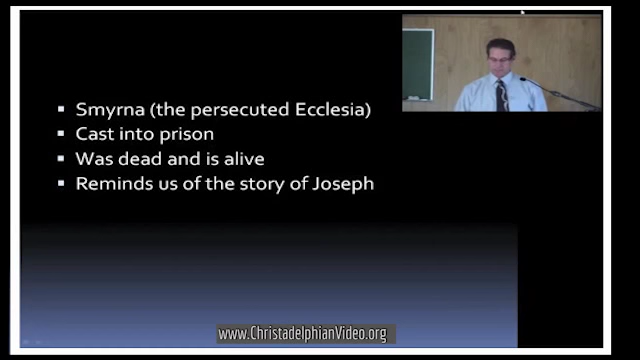 Smyrna (the persecuted Ecclesia)
Cast into prison
Was dead and is alive
Reminds us of the story of Joseph
www.ChristadelphianVideo.org